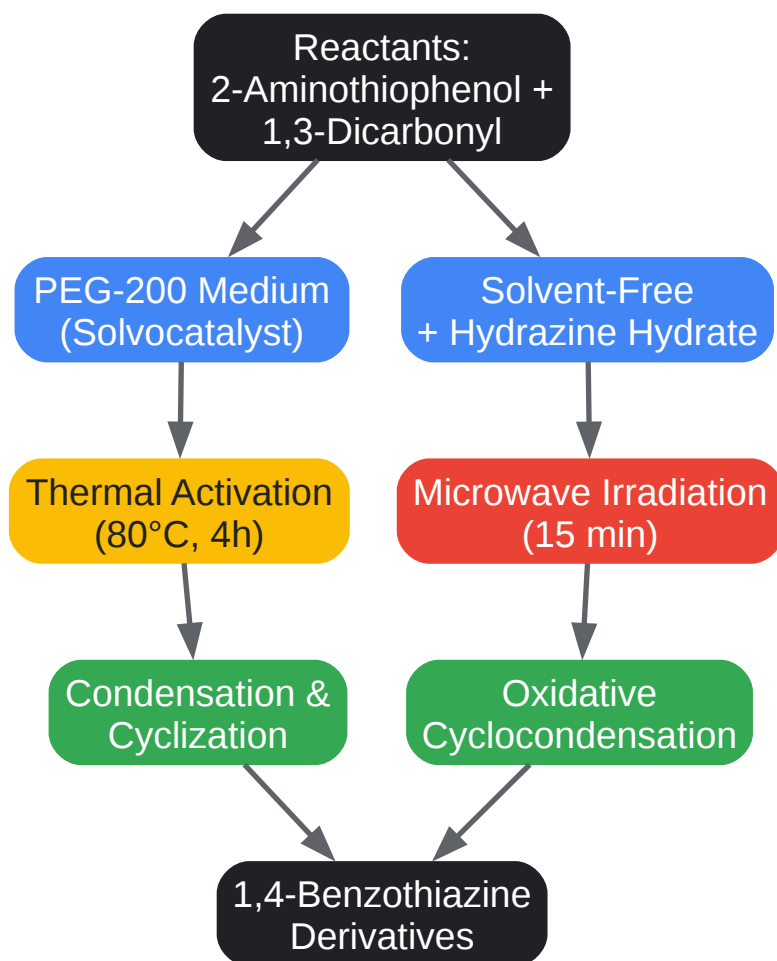 Reactants:
2-Aminothiophenol +
1,3-Dicarbonyl
PEG-200 Medium
(Solvocatalyst)
Solvent-Free
+ Hydrazine Hydrate
Thermal Activation
(80°C, 4h)
Microwave Irradiation
(15 min)
Condensation &
Cyclization
Oxidative
Cyclocondensation
1,4-Benzothiazine
Derivatives